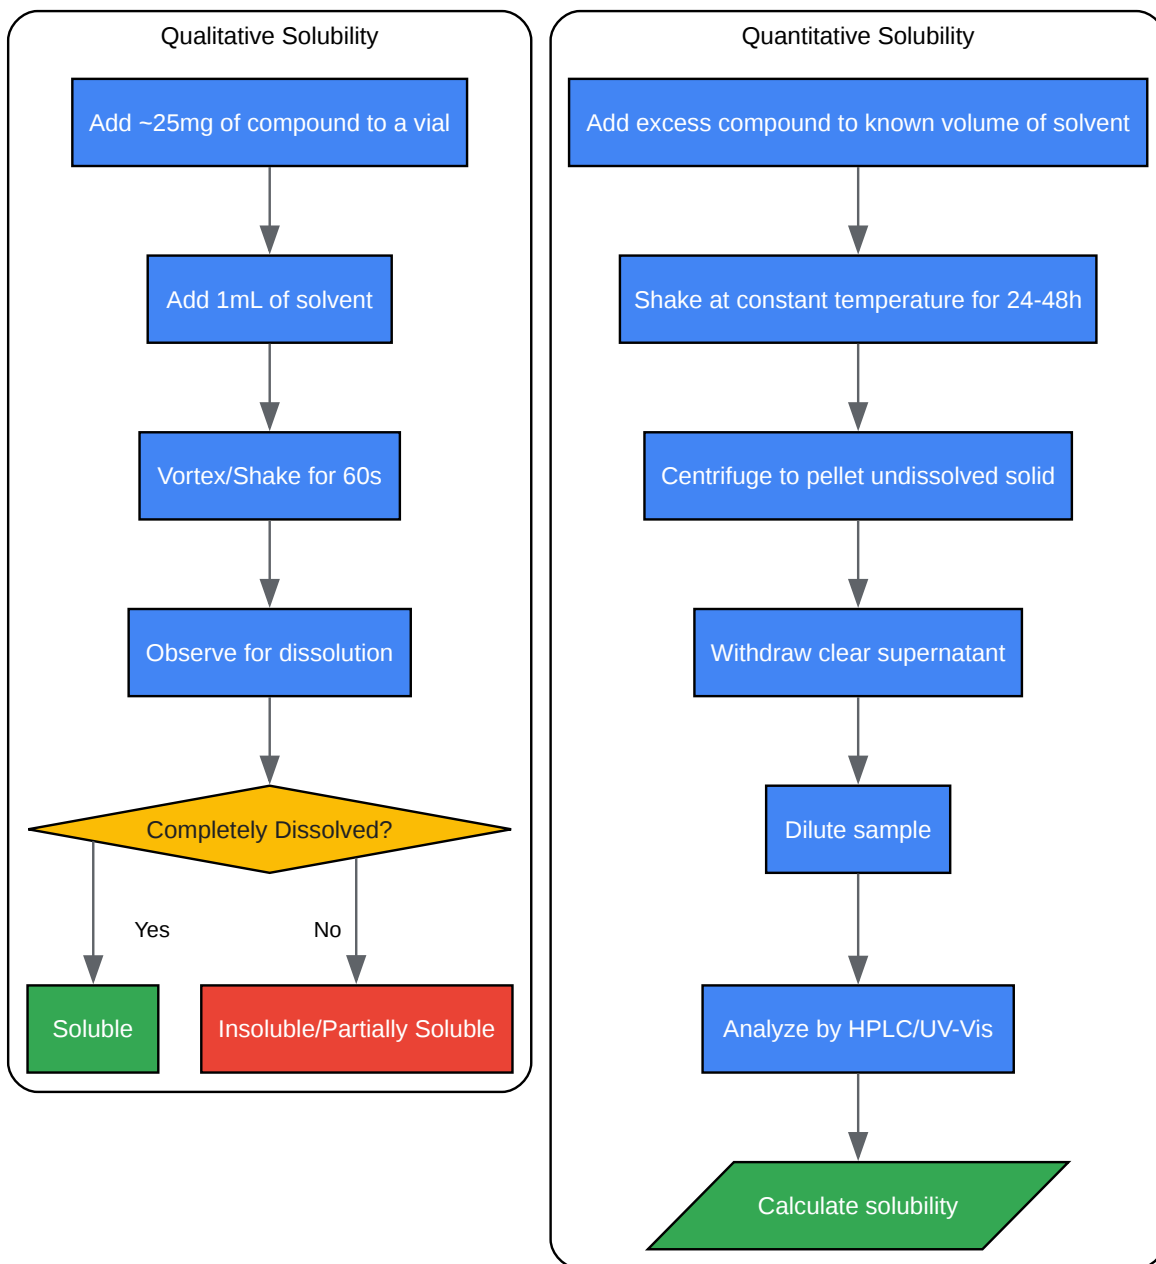 Qualitative Solubility
Add ~25mg of compound to a vial
Add 1mL of solvent
Vortex/Shake for 60s
Observe for dissolution
Completely Dissolved?
Yes
No
Soluble
Insoluble/Partially Soluble
Quantitative Solubility
Add excess compound to known volume of solvent
Shake at constant temperature for 24-48h
Centrifuge to pellet undissolved solid
Withdraw clear supernatant
Dilute sample
Analyze by HPLC/UV-Vis
Calculate solubility